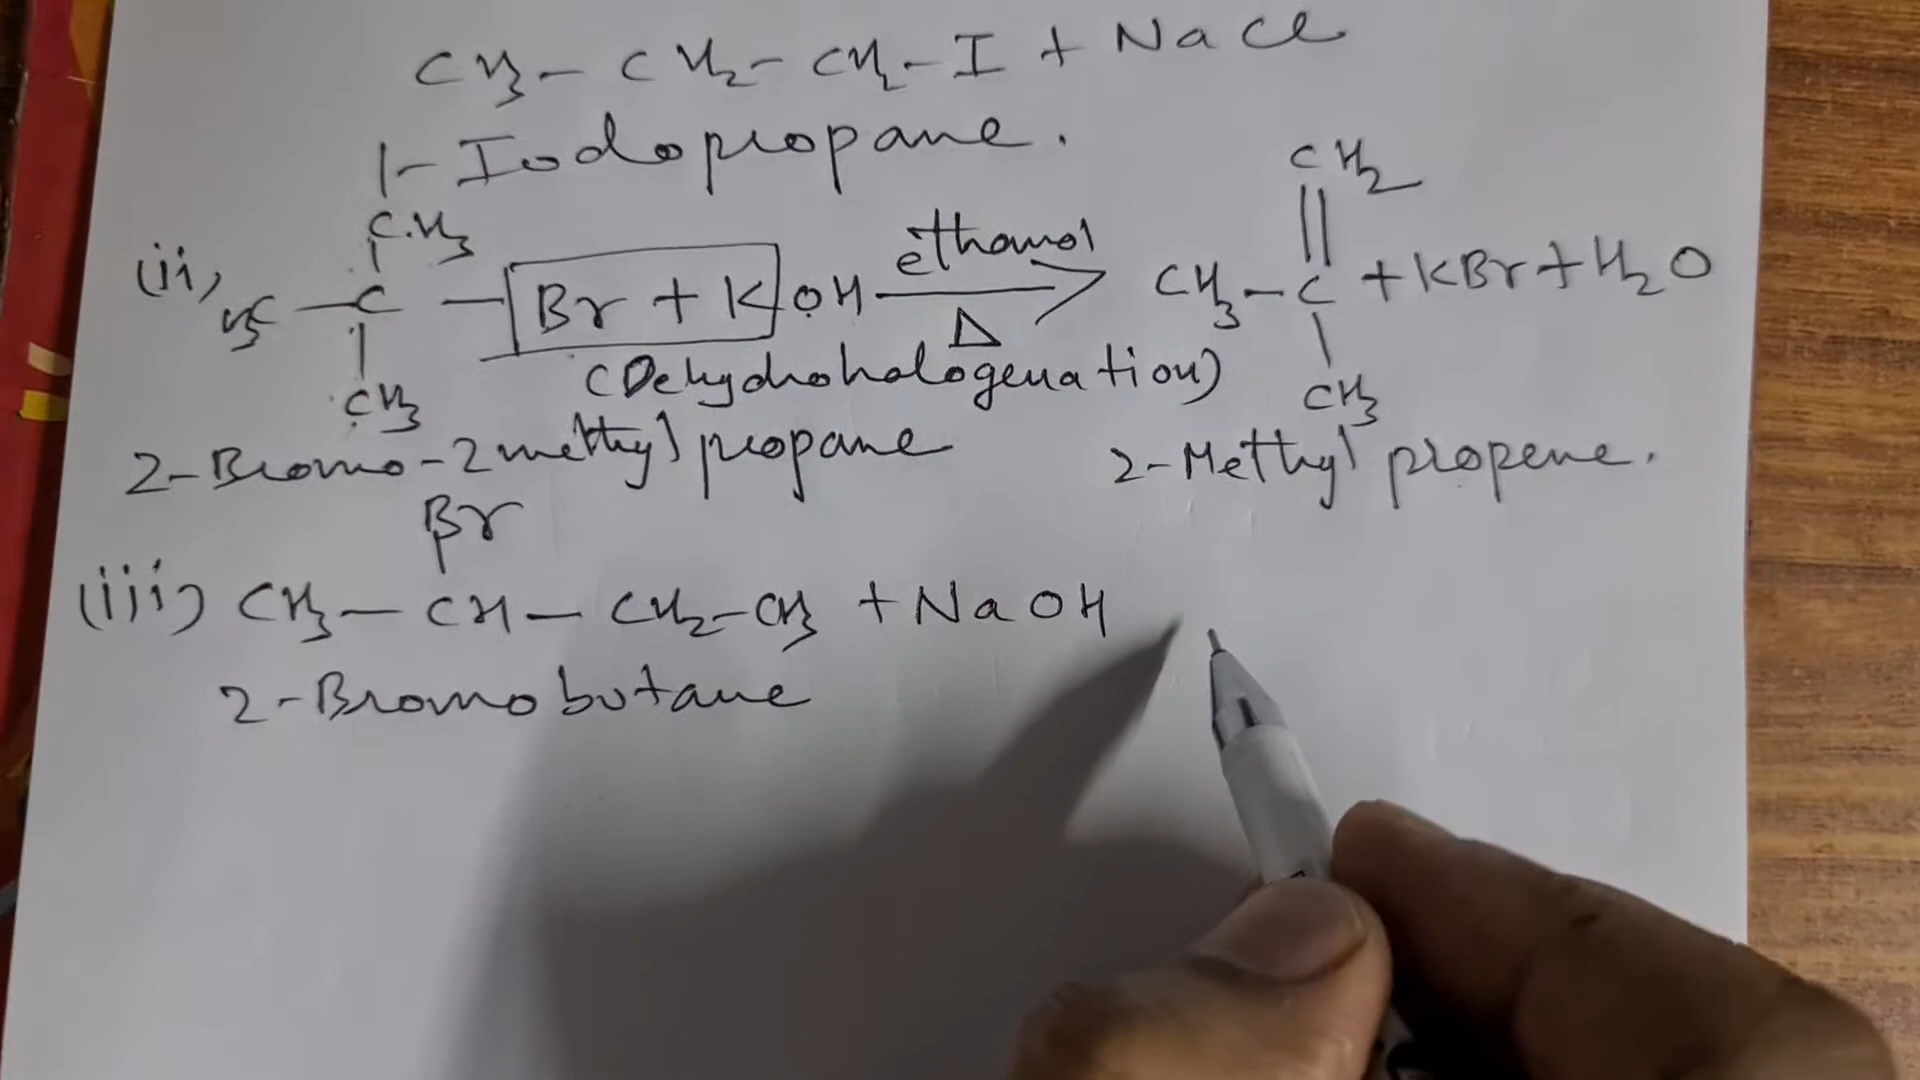 CH3 - CH2 - CH2 - I + NaCl
1-Iodopropane.
CH3
CH2
(ii) H3C - C - Br + KOH ethanol Δ CH3 - C + KBr + H2O
(Dehydrohalogenation)
CH3
CH3
2-Bromo-2methyl propane
2-Methyl propene.
Br
(iii) CH3 - CH - CH2 - CH3 + NaOH
2-Bromobutane